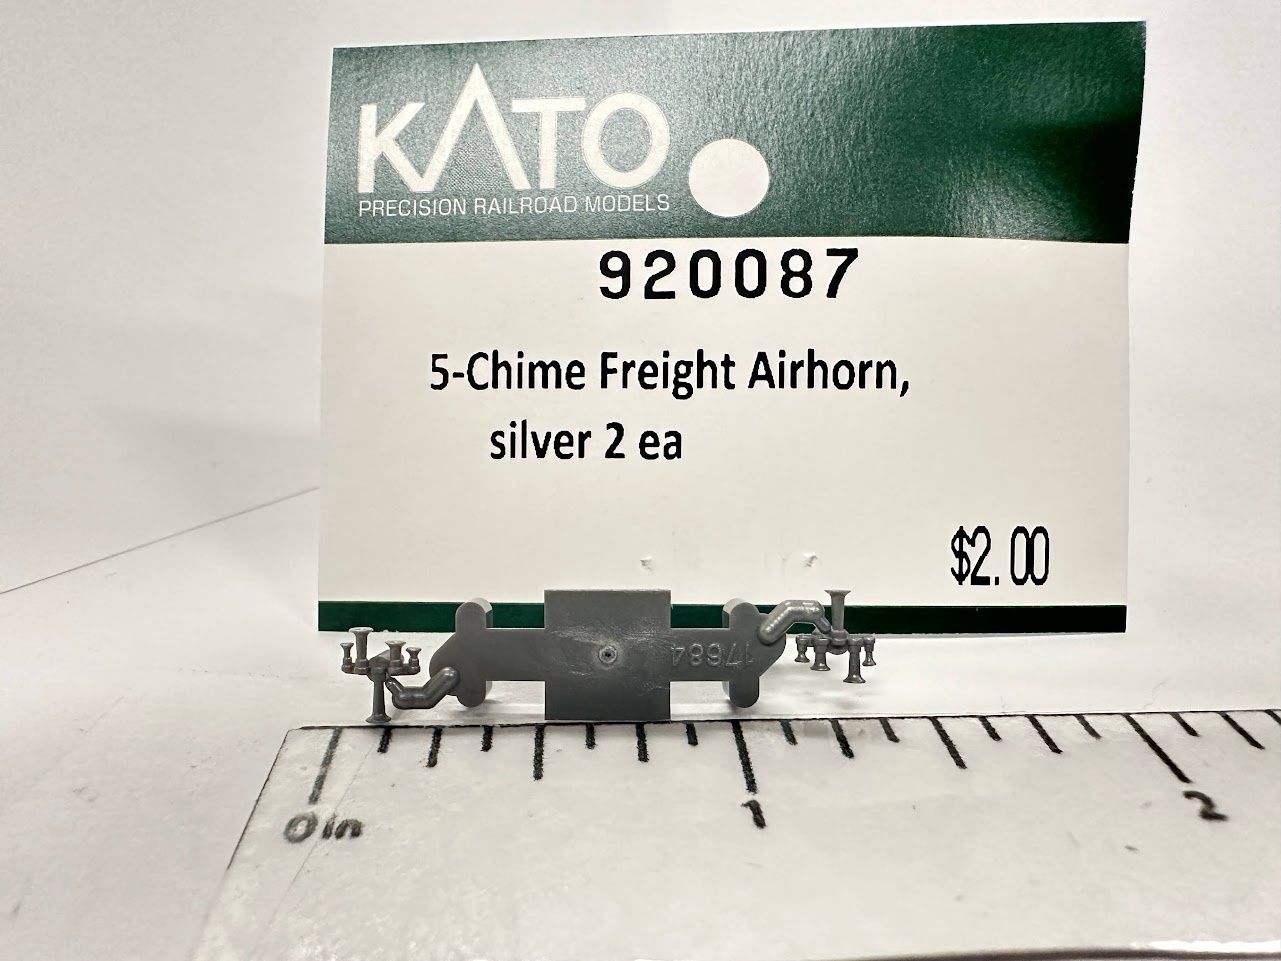 KATO
PRECISION RAILROAD MODELS
920087
5-Chime Freight Airhorn,
silver 2 ea
$2.00
17684
0 in
1
2